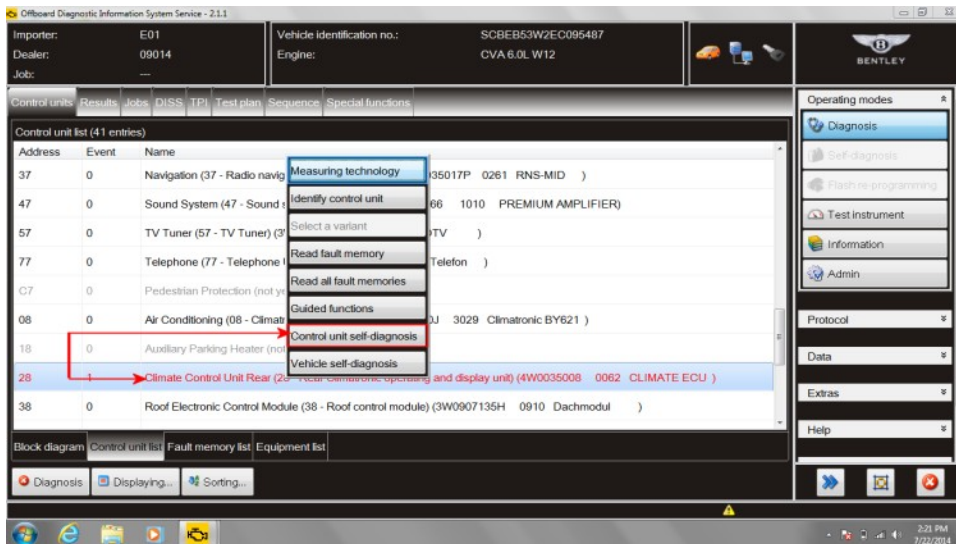 Offboard Diagnostic Information System Service - 2.1.1
Importer: E01 Vehicle identification no.: SCBEB53W2EC095487
Dealer: 09014 Engine: CVA 6.0L W12
Job: ---
BENTLEY
Control units Results Jobs DISS TPI Test plan Sequence Special functions
Control unit list (41 entries)
Address Event Name
37 0 Navigation (37 - Radio navig 035017P 0261 RNS-MID )
47 0 Sound System (47 - Sound s 66 1010 PREMIUM AMPLIFIER)
57 0 TV Tuner (57 - TV Tuner) (3 TV )
77 0 Telephone (77 - Telephone Telefon )
C7 0 Pedestrian Protection (not ye
08 0 Air Conditioning (08 - Climatr 3029 Climatronic BY621 )
18 0 Auxiliary Parking Heater (not
28 1 Climate Control Unit Rear (28 - Rear Climatronic operating and display unit) (4W0035008 0062 CLIMATE ECU )
38 0 Roof Electronic Control Module (38 - Roof control module) (3W0907135H 0910 Dachmodul )
Measuring technology
Identify control unit
Select a variant
Read fault memory
Read all fault memories
Guided functions
Control unit self-diagnosis
Vehicle self-diagnosis
Block diagram Control unit list Fault memory list Equipment list
Diagnosis Displaying... Sorting...
Operating modes
Diagnosis
Self-diagnosis
Flash re-programming
Test instrument
Information
Admin
Protocol
Data
Extras
Help
2:21 PM
7/22/2014